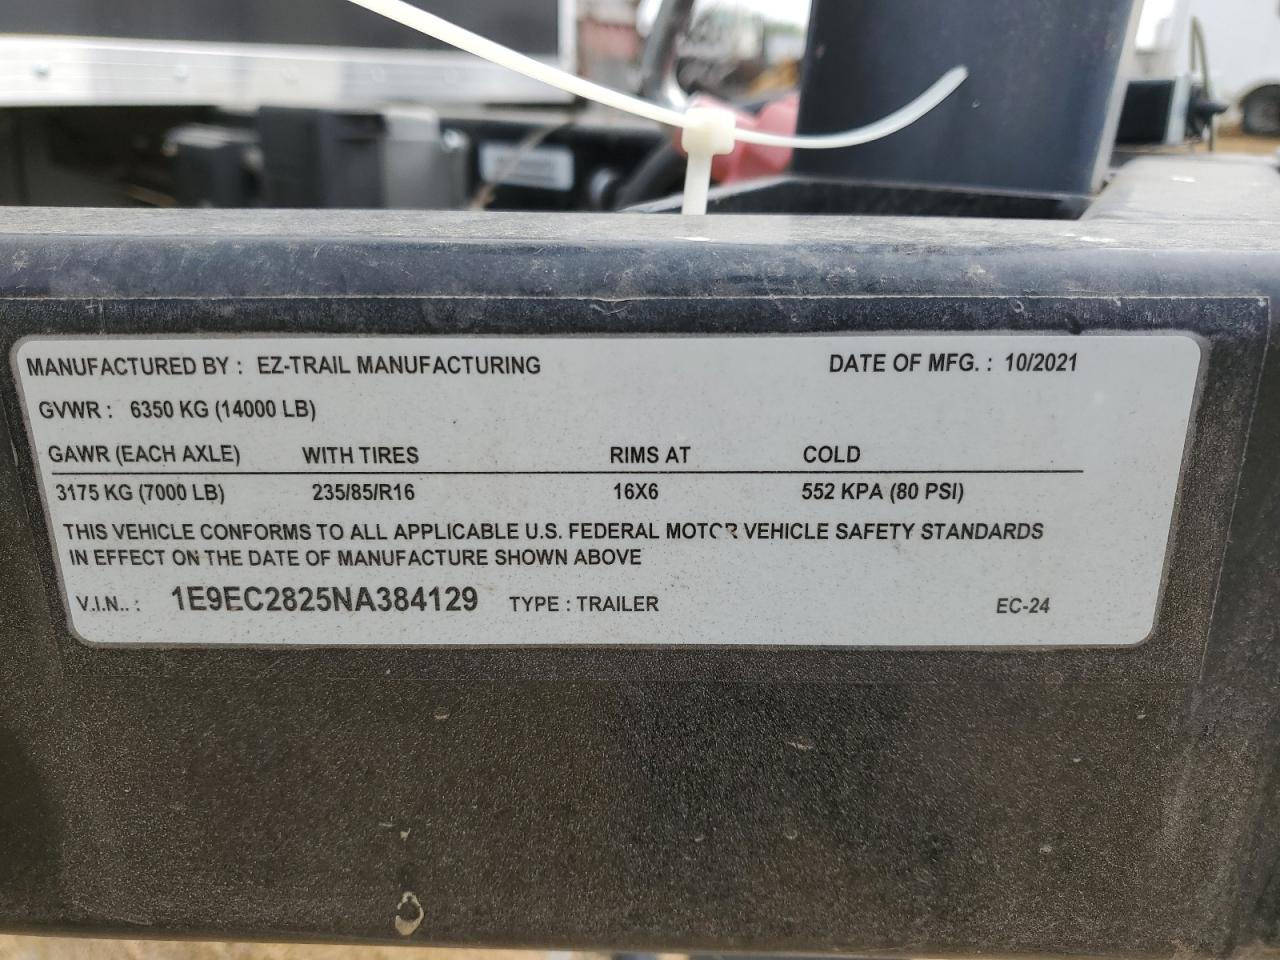 MANUFACTURED BY : EZ-TRAIL MANUFACTURING DATE OF MFG. : 10/2021
GVWR : 6350 KG (14000 LB)
GAWR (EACH AXLE) WITH TIRES RIMS AT COLD
3175 KG (7000 LB) 235/85/R16 16X6 552 KPA (80 PSI)
THIS VEHICLE CONFORMS TO ALL APPLICABLE U.S. FEDERAL MOTOR VEHICLE SAFETY STANDARDS
IN EFFECT ON THE DATE OF MANUFACTURE SHOWN ABOVE
V.I.N.. : 1E9EC2825NA384129 TYPE : TRAILER EC-24